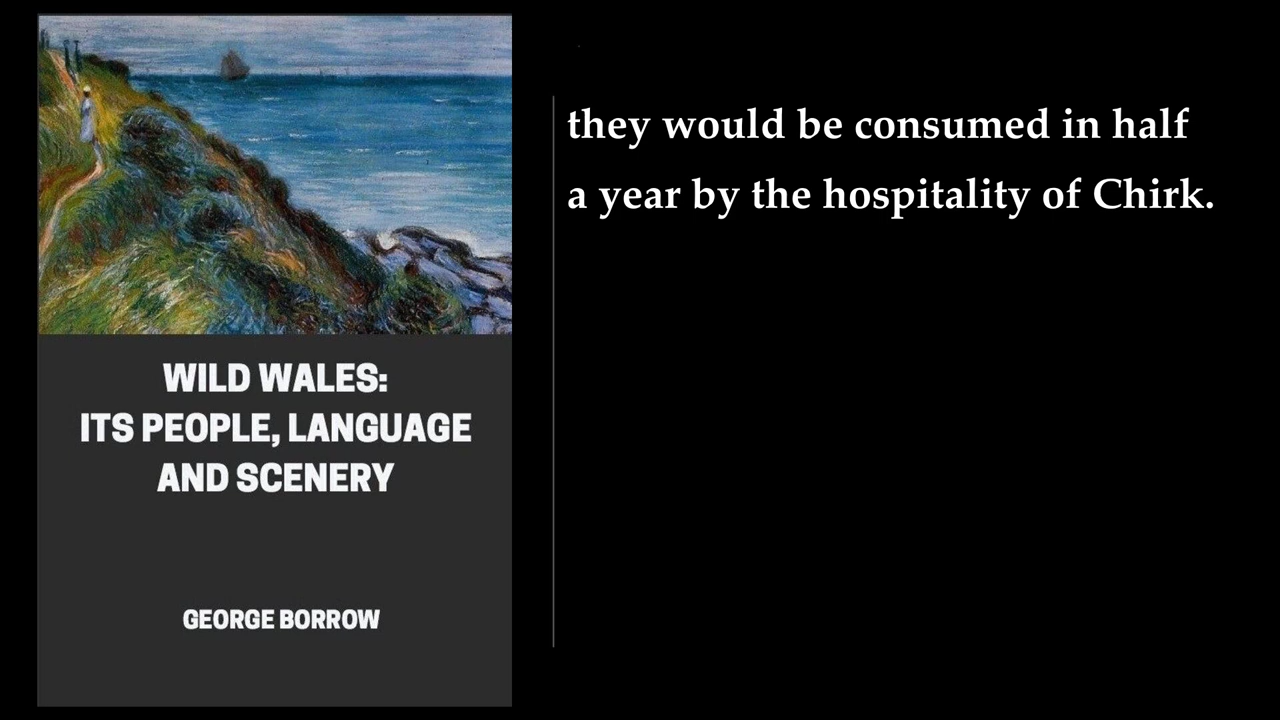 WILD WALES:
ITS PEOPLE, LANGUAGE
AND SCENERY
GEORGE BORROW
they would be consumed in half
a year by the hospitality of Chirk.